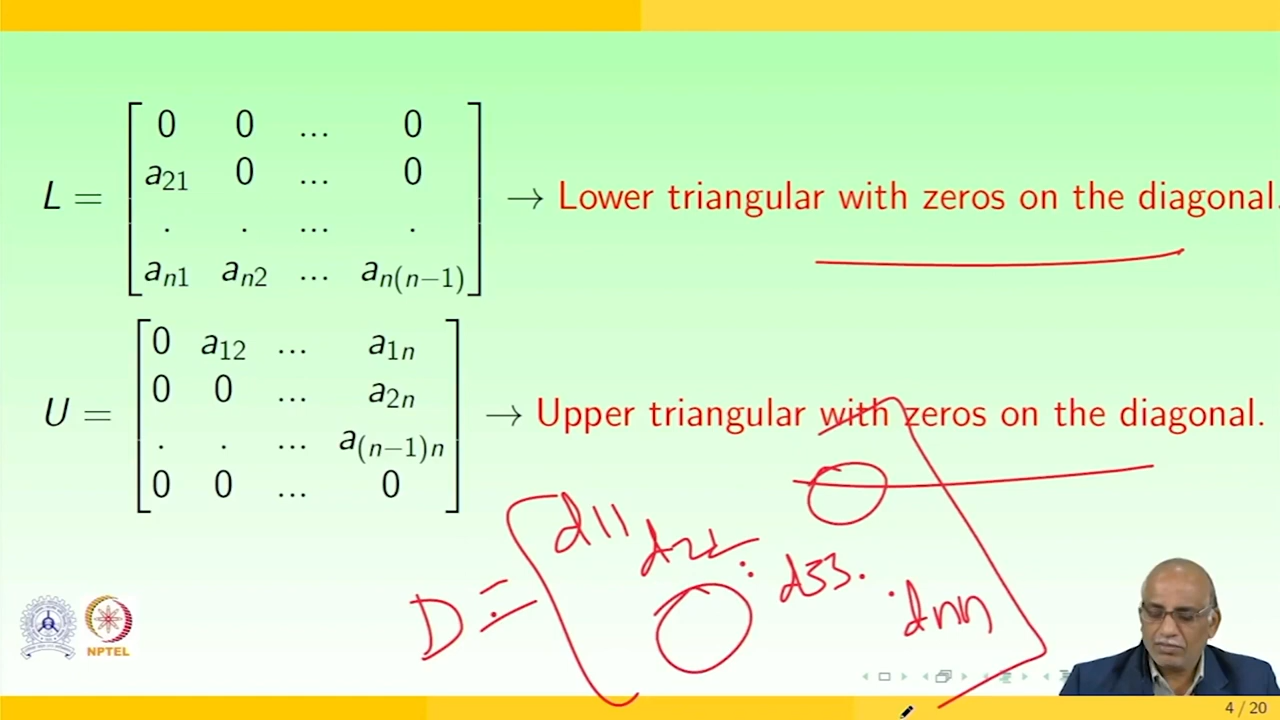 0 0 ... 0
a21 0 ... 0
L = . . ... . → Lower triangular with zeros on the diagonal.
an1 an2 ... an(n−1)
0 a12 ... a1n
0 0 ... a2n
U = . . ... a(n−1)n → Upper triangular with zeros on the diagonal.
0 0 ... 0
D = d11 d22 d33 . . dnn
NPTEL
4 / 20